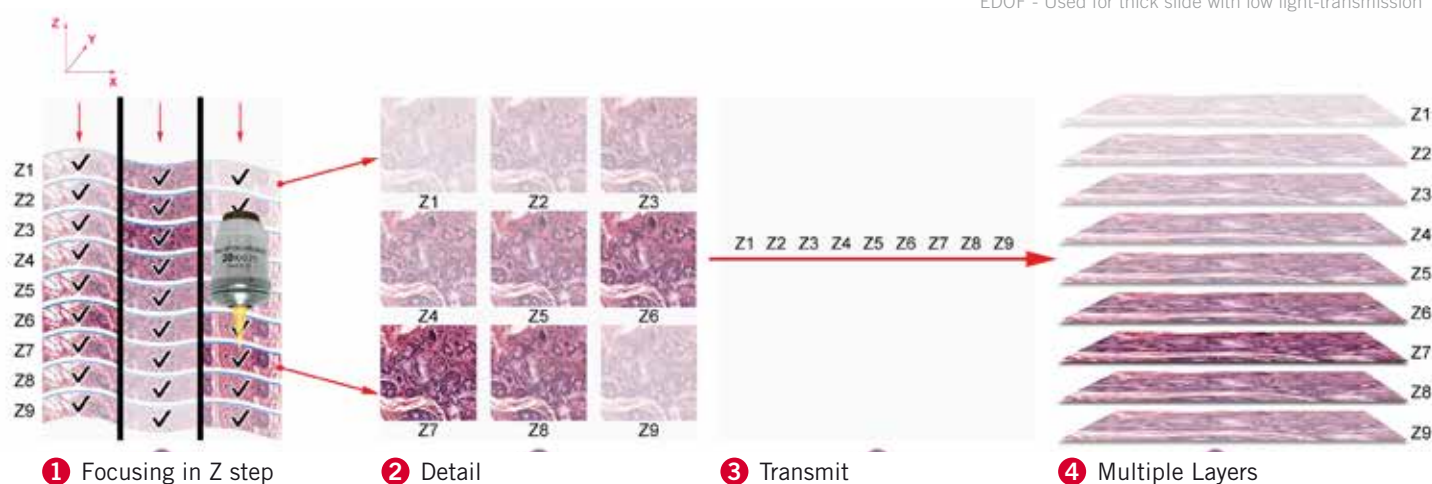 EDOF - Used for thick slide with low light-transmission
Z
Y
X
Z1
Z2
Z3
Z4
Z5
Z6
Z7
Z8
Z9
20
Z1 Z2 Z3
Z4 Z5 Z6
Z7 Z8 Z9
Z1 Z2 Z3 Z4 Z5 Z6 Z7 Z8 Z9
Z1
Z2
Z3
Z4
Z5
Z6
Z7
Z8
Z9
1 Focusing in Z step
2 Detail
3 Transmit
4 Multiple Layers